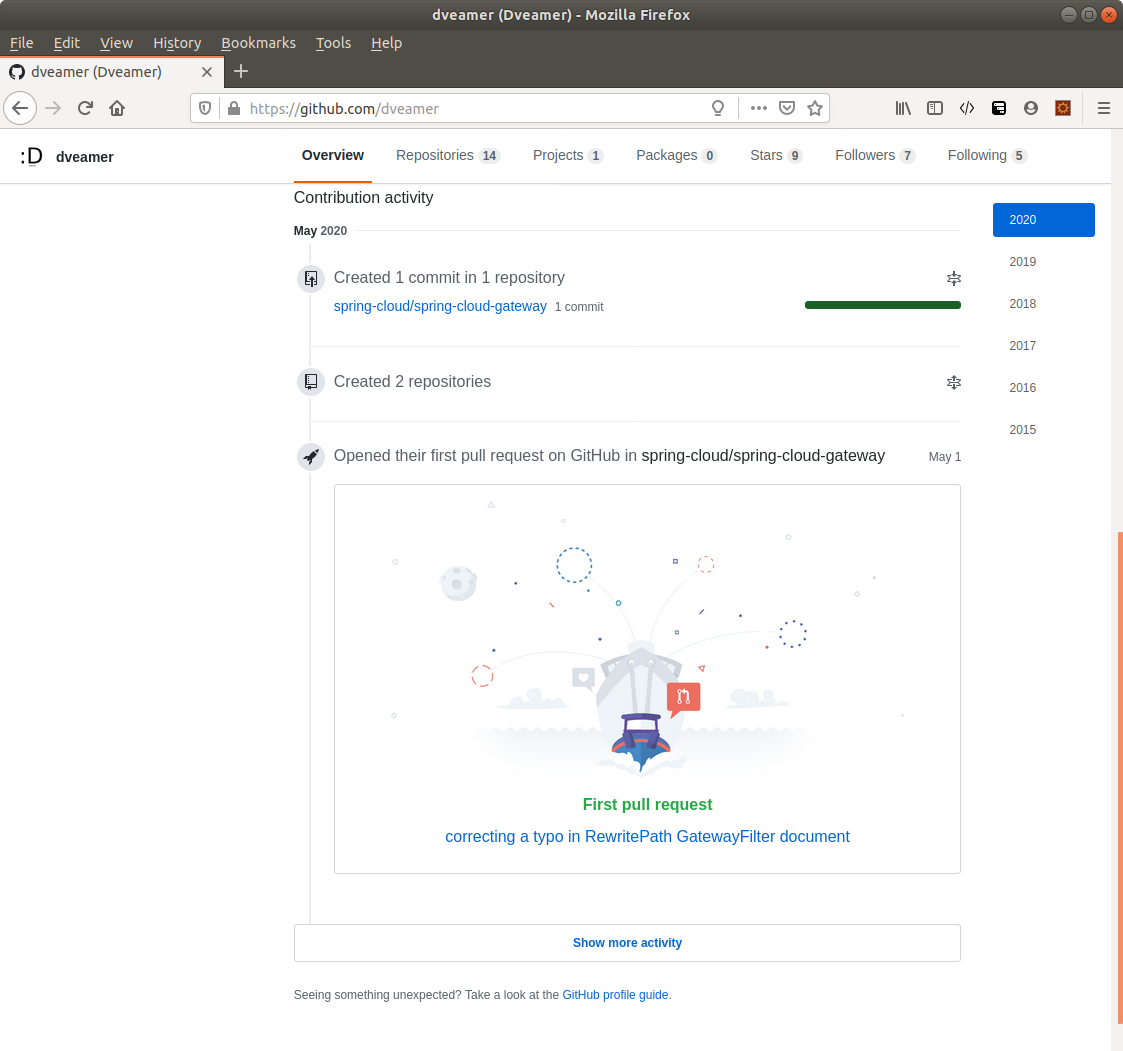 dveamer (Dveamer) - Mozilla Firefox
File Edit View History Bookmarks Tools Help
dveamer (Dveamer)
https://github.com/dveamer
:D dveamer Overview Repositories 14 Projects 1 Packages 0 Stars 9 Followers 7 Following 5
Contribution activity
2020
May 2020
2019
Created 1 commit in 1 repository
2018
spring-cloud/spring-cloud-gateway 1 commit
2017
Created 2 repositories
2016
2015
Opened their first pull request on GitHub in spring-cloud/spring-cloud-gateway May 1
First pull request
correcting a typo in RewritePath GatewayFilter document
Show more activity
Seeing something unexpected? Take a look at the GitHub profile guide.